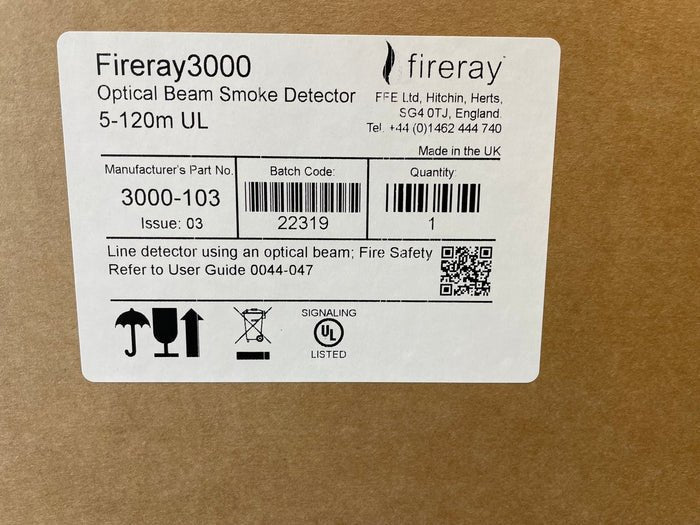 Fireray3000
Optical Beam Smoke Detector
5-120m UL
fireray
FFE Ltd, Hitchin, Herts,
SG4 0TJ, England.
Tel. +44 (0)1462 444 740
Made in the UK
Manufacturer's Part No.
3000-103
Issue: 03
Batch Code:
22319
Quantity:
1
Line detector using an optical beam; Fire Safety
Refer to User Guide 0044-047
SIGNALING
UL
LISTED